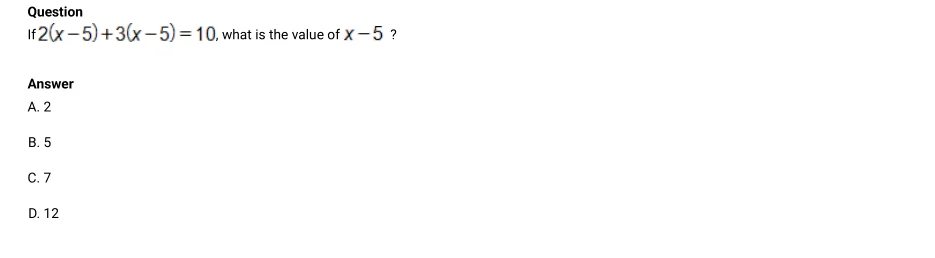 Question
If 2(x−5)+3(x−5)=10, what is the value of x−5 ?
Answer
A. 2
B. 5
C. 7
D. 12